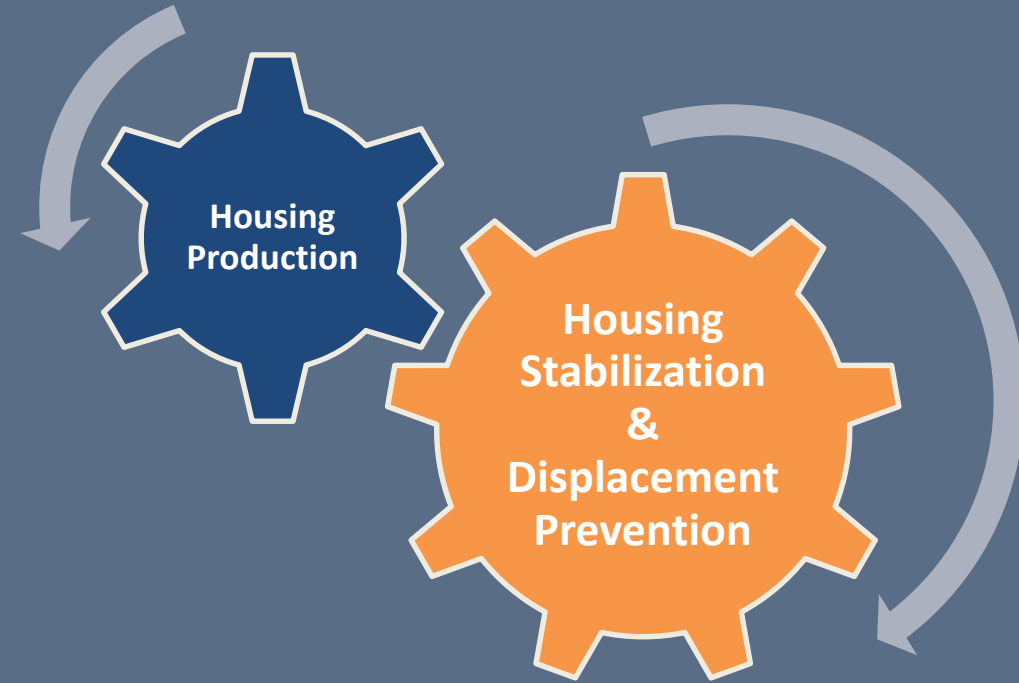 Housing
Production
Housing
Stabilization
&
Displacement
Prevention